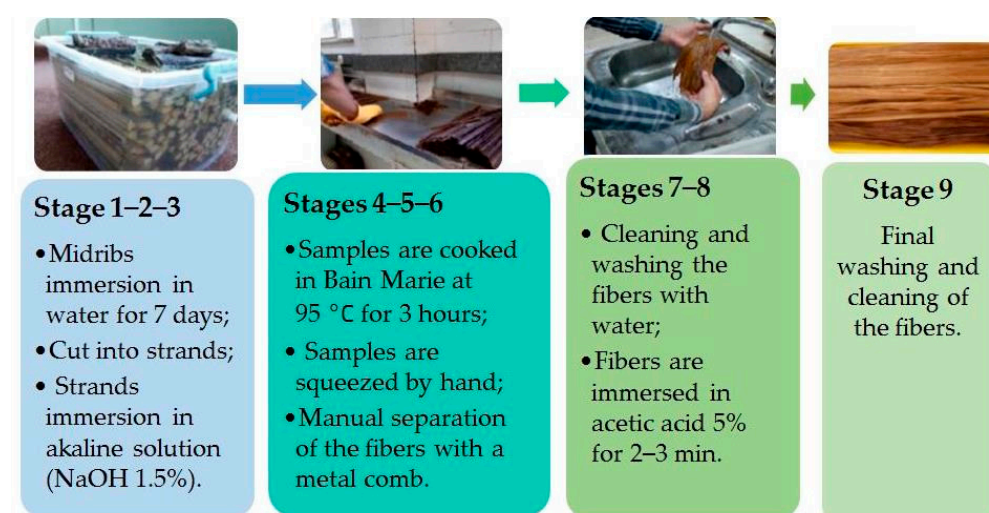 Stage 1–2–3
•Midribs
immersion in
water for 7 days;
•Cut into strands;
• Strands
immersion in
akaline solution
(NaOH 1.5%).
Stages 4–5–6
•Samples are cooked
in Bain Marie at
95 °C for 3 hours;
• Samples are
squeezed by hand;
•Manual separation
of the fibers with a
metal comb.
Stages 7–8
• Cleaning and
washing the
fibers with
water;
•Fibers are
immersed in
acetic acid 5%
for 2–3 min.
Stage 9
Final
washing and
cleaning of
the fibers.